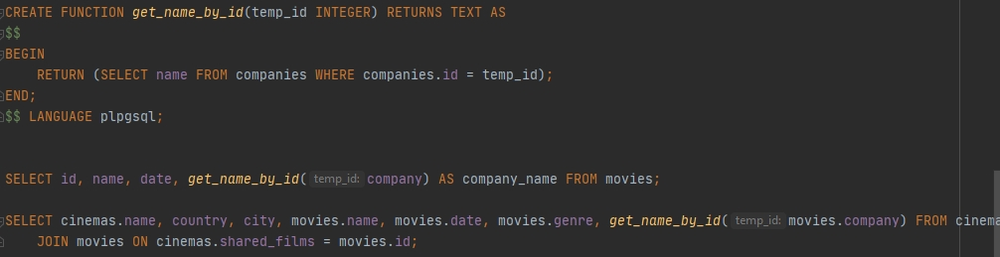 CREATE FUNCTION get_name_by_id(temp_id INTEGER) RETURNS TEXT AS
$$
BEGIN
RETURN (SELECT name FROM companies WHERE companies.id = temp_id);
END;
$$ LANGUAGE plpgsql;
SELECT id, name, date, get_name_by_id( temp_id: company) AS company_name FROM movies;
SELECT cinemas.name, country, city, movies.name, movies.date, movies.genre, get_name_by_id( temp_id: movies.company) FROM cinema
JOIN movies ON cinemas.shared_films = movies.id;